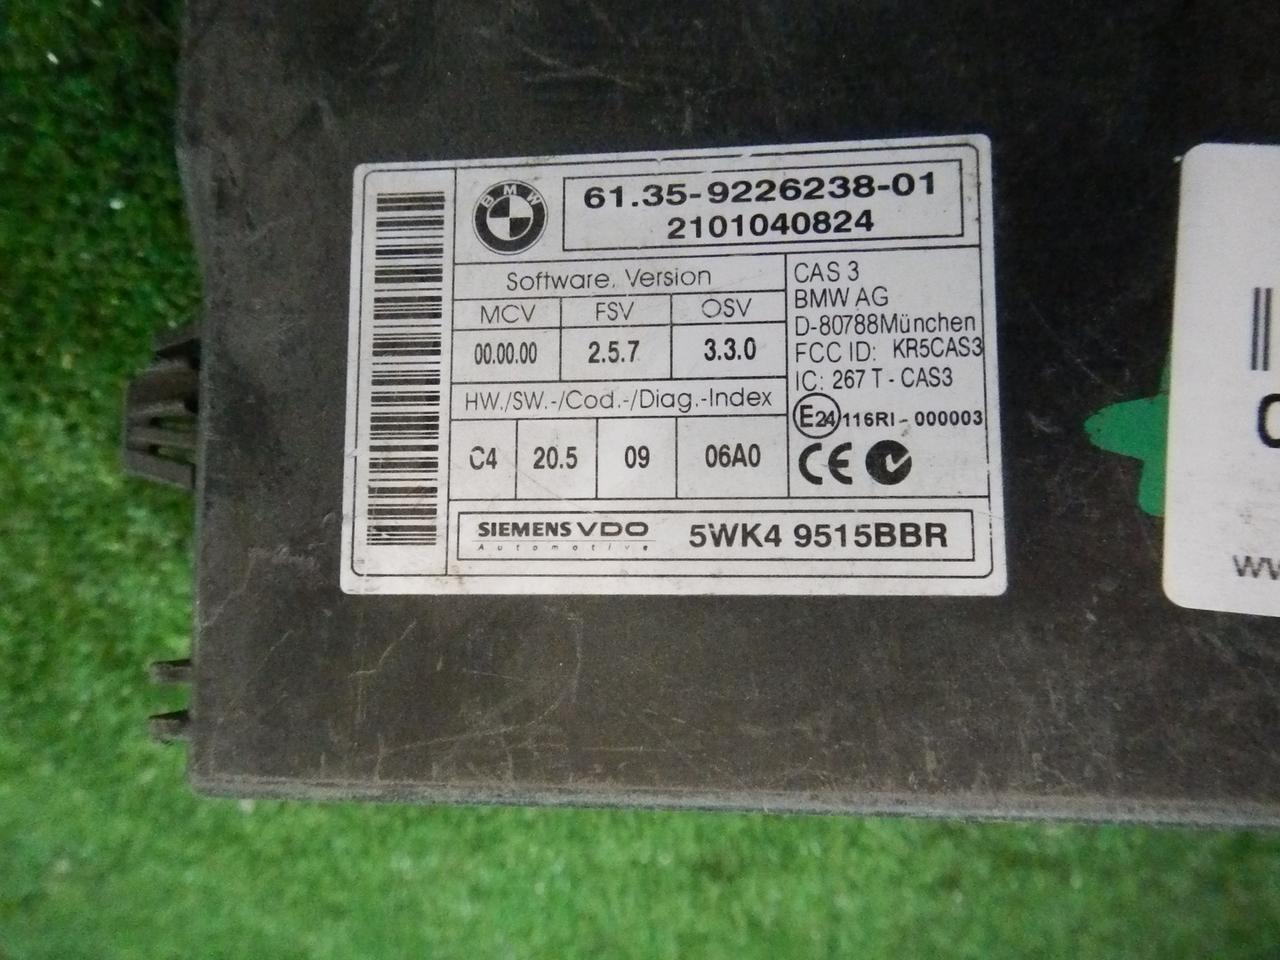 BMW
61.35-9226238-01
2101040824
Software. Version
MCV FSV OSV
00.00.00 2.5.7 3.3.0
HW./SW.-/Cod.-/Diag.-Index
C4 20.5 09 06A0
CAS 3
BMW AG
D-80788München
FCC ID: KR5CAS3
IC: 267 T - CAS3
E24 116RI-000003
CE
SIEMENS VDO
Automotive
5WK4 9515BBR